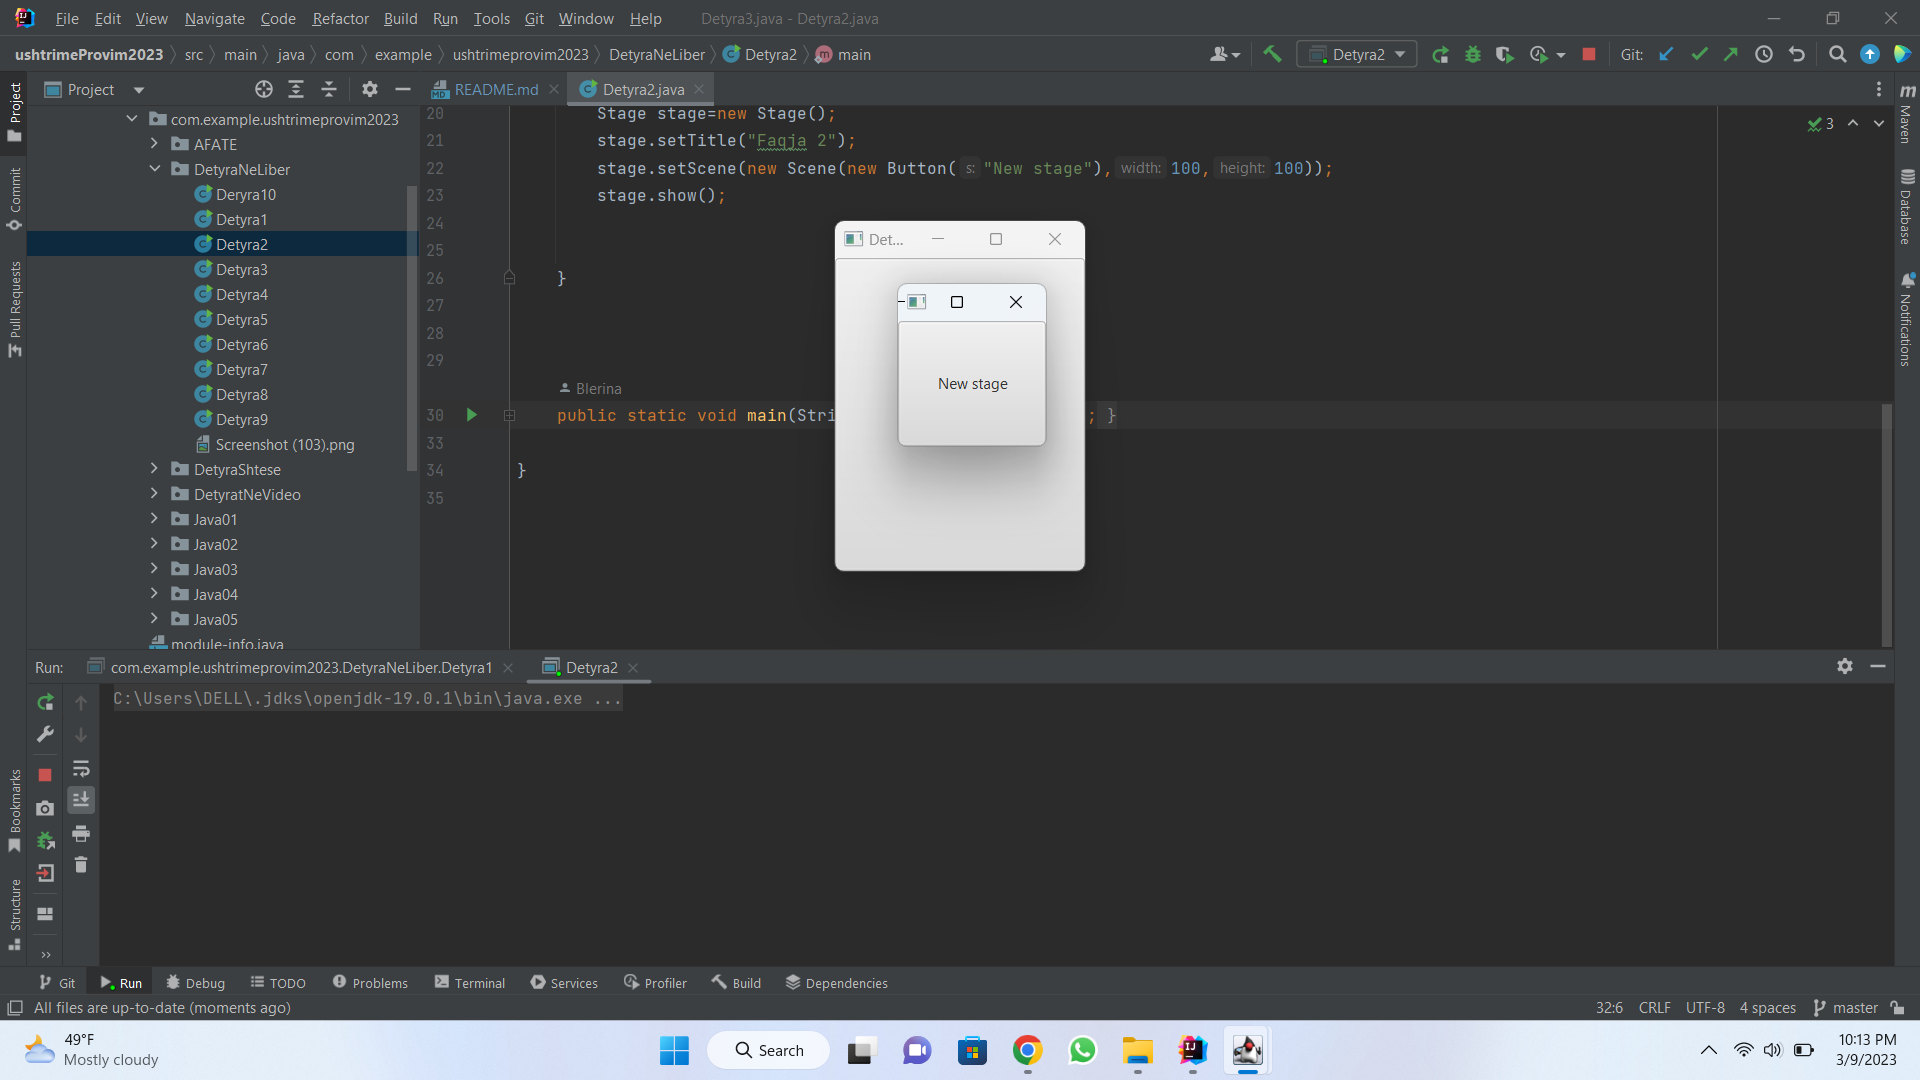 File Edit View Navigate Code Refactor Build Run Tools Git Window Help Detyra3.java - Detyra2.java
ushtrimeProvim2023 src main java com example ushtrimeprovim2023 DetyraNeLiber Detyra2 main
Detyra2 Git:
Project
README.md Detyra2.java
com.example.ushtrimeprovim2023
AFATE
DetyraNeLiber
Deryra10
Detyra1
Detyra2
Detyra3
Detyra4
Detyra5
Detyra6
Detyra7
Detyra8
Detyra9
Screenshot (103).png
DetyraShtese
DetyratNeVideo
Java01
Java02
Java03
Java04
Java05
module-info.java
20 Stage stage=new Stage();
21 stage.setTitle("Faqja 2");
22 stage.setScene(new Scene(new Button( s: "New stage"), width: 100, height: 100));
23 stage.show();
24
25
26 }
27
28
29
Blerina
30 public static void main(Stri ; }
33
34 }
35
3
Det...
New stage
Project
Commit
Pull Requests
Bookmarks
Structure
Maven
Database
Notifications
Run: com.example.ushtrimeprovim2023.DetyraNeLiber.Detyra1 Detyra2
C:\Users\DELL\.jdks\openjdk-19.0.1\bin\java.exe ...
Git Run Debug TODO Problems Terminal Services Profiler Build Dependencies
All files are up-to-date (moments ago)
32:6 CRLF UTF-8 4 spaces master
49°F
Mostly cloudy
Search
10:13 PM
3/9/2023